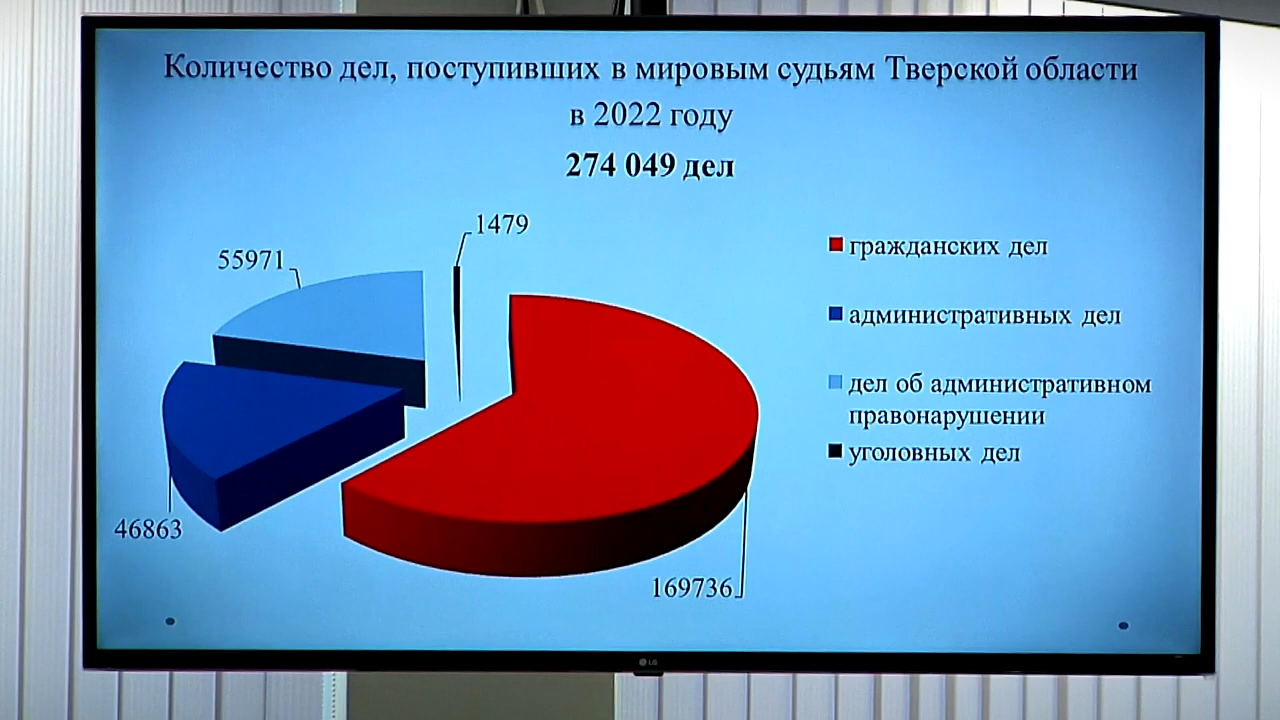 Количество дел, поступивших в мировым судьям Тверской области
в 2022 году
274 049 дел
1479
55971
46863
169736
гражданских дел
административных дел
дел об административном
правонарушении
уголовных дел
LG